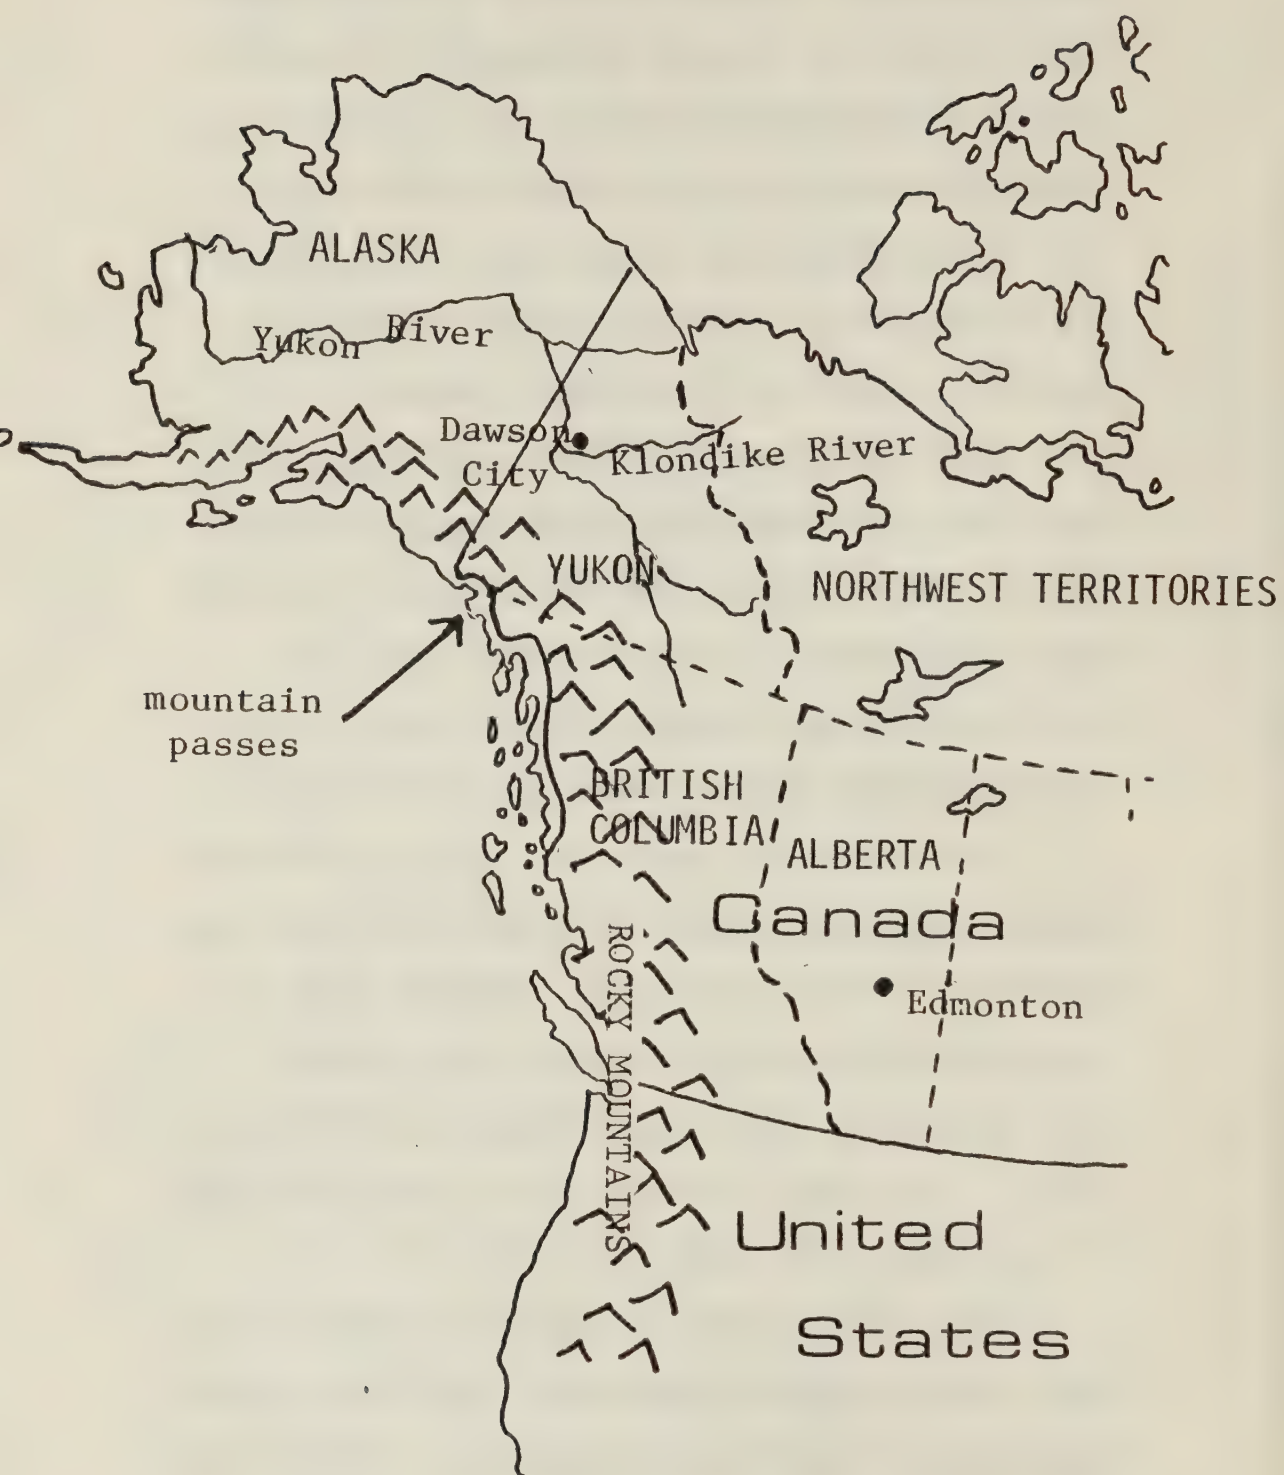 ALASKA
Yukon River
Dawson
City
Klondike River
YUKON
NORTHWEST TERRITORIES
mountain
passes
BRITISH
COLUMBIA
ALBERTA
Canada
ROCKY MOUNTAINS
Edmonton
United
States